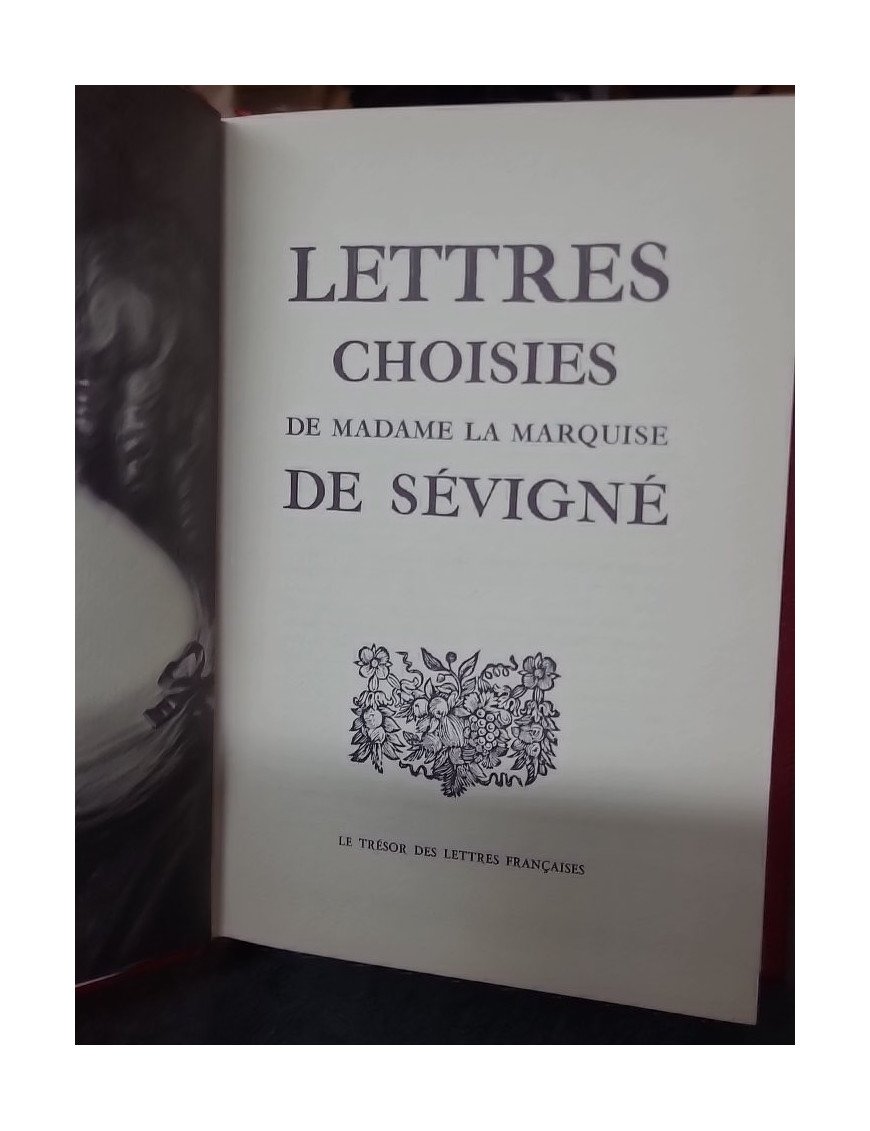 LETTRES
CHOISIES
DE MADAME LA MARQUISE
DE SÉVIGNÉ
LE TRÉSOR DES LETTRES FRANÇAISES